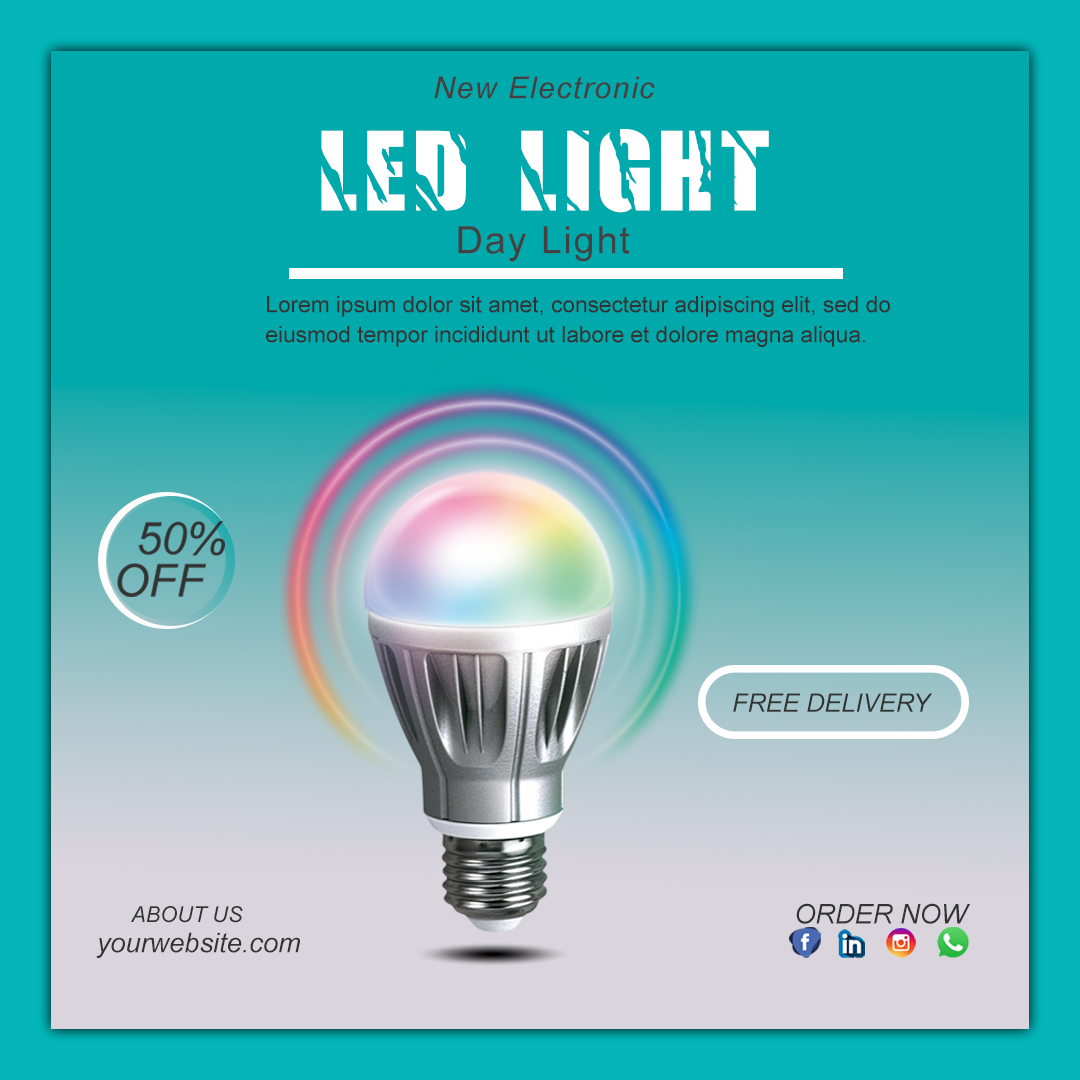 New Electronic
LED LIGHT
Day Light
Lorem ipsum dolor sit amet, consectetur adipiscing elit, sed do
eiusmod tempor incididunt ut labore et dolore magna aliqua.
50%
OFF
FREE DELIVERY
ABOUT US
yourwebsite.com
ORDER NOW
f in